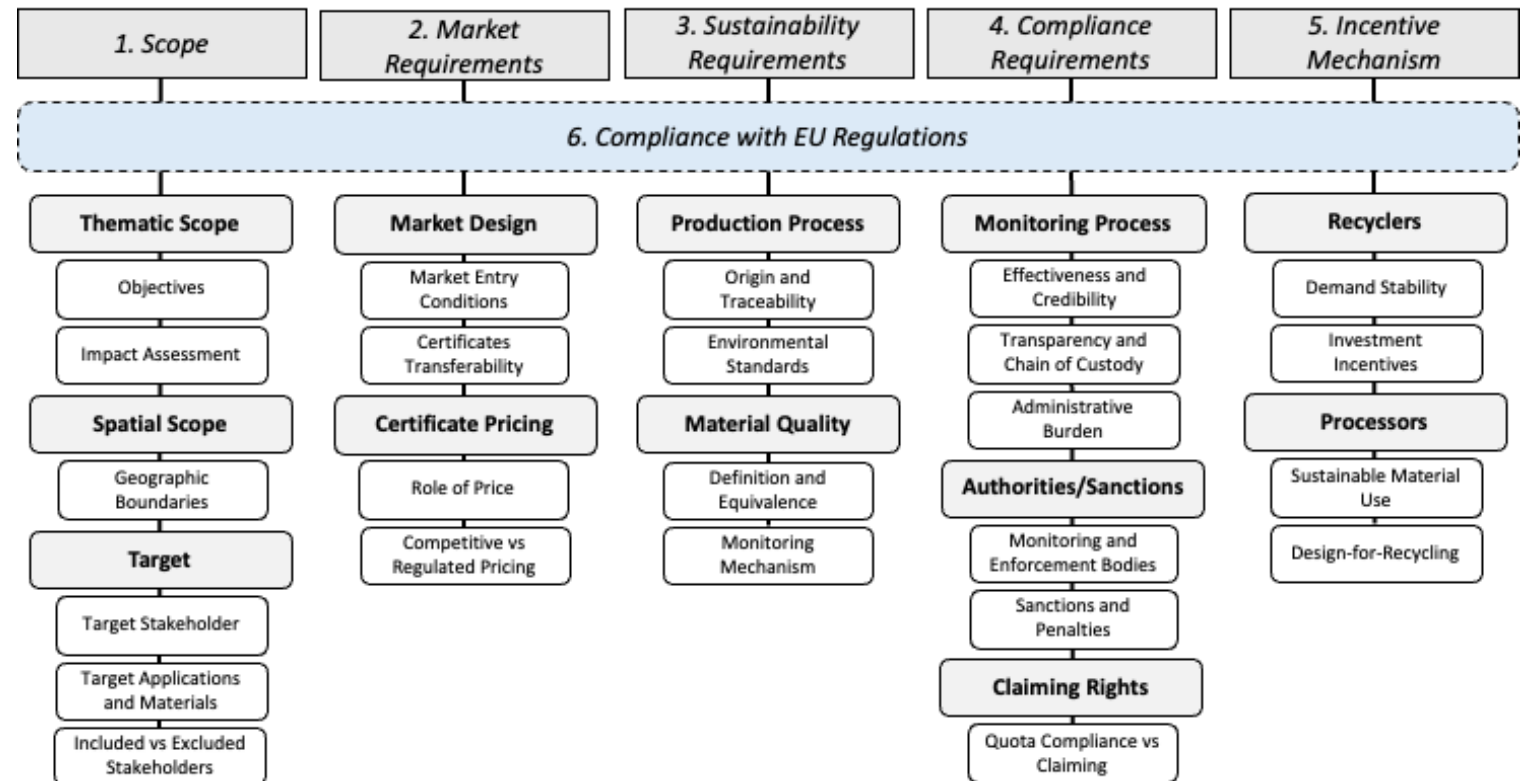 1. Scope
2. Market
Requirements
3. Sustainability
Requirements
4. Compliance
Requirements
5. Incentive
Mechanism
6. Compliance with EU Regulations
Thematic Scope
Objectives
Impact Assessment
Spatial Scope
Geographic
Boundaries
Target
Target Stakeholder
Target Applications
and Materials
Included vs Excluded
Stakeholders
Market Design
Market Entry
Conditions
Certificates
Transferability
Certificate Pricing
Role of Price
Competitive vs
Regulated Pricing
Production Process
Origin and
Traceability
Environmental
Standards
Material Quality
Definition and
Equivalence
Monitoring
Mechanism
Monitoring Process
Effectiveness and
Credibility
Transparency and
Chain of Custody
Administrative
Burden
Authorities/Sanctions
Monitoring and
Enforcement Bodies
Sanctions and
Penalties
Claiming Rights
Quota Compliance vs
Claiming
Recyclers
Demand Stability
Investment
Incentives
Processors
Sustainable Material
Use
Design-for-Recycling